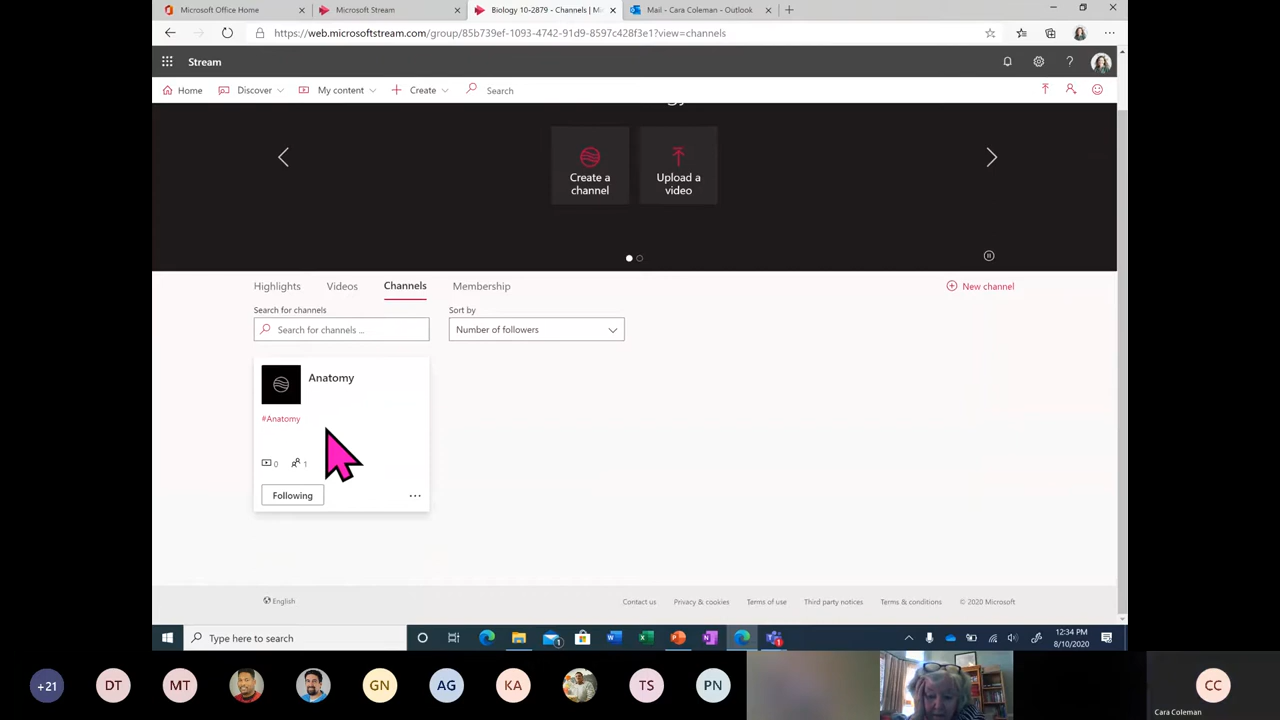 Microsoft Office Home
Microsoft Stream
Biology 10-2879 - Channels | Mi
Mail - Cara Coleman - Outlook
https://web.microsoftstream.com/group/85b739ef-1093-4742-91d9-8597c428f3e1?view=channels
Stream
Home
Discover
My content
Create
Search
Create a
channel
Upload a
video
Highlights
Videos
Channels
Membership
New channel
Search for channels
Sort by
Search for channels ...
Number of followers
Anatomy
#Anatomy
0
1
Following
English
Contact us
Privacy & cookies
Terms of use
Third party notices
Terms & conditions
© 2020 Microsoft
Type here to search
12:34 PM
8/10/2020
+21
DT
MT
GN
AG
KA
TS
PN
CC
Cara Coleman